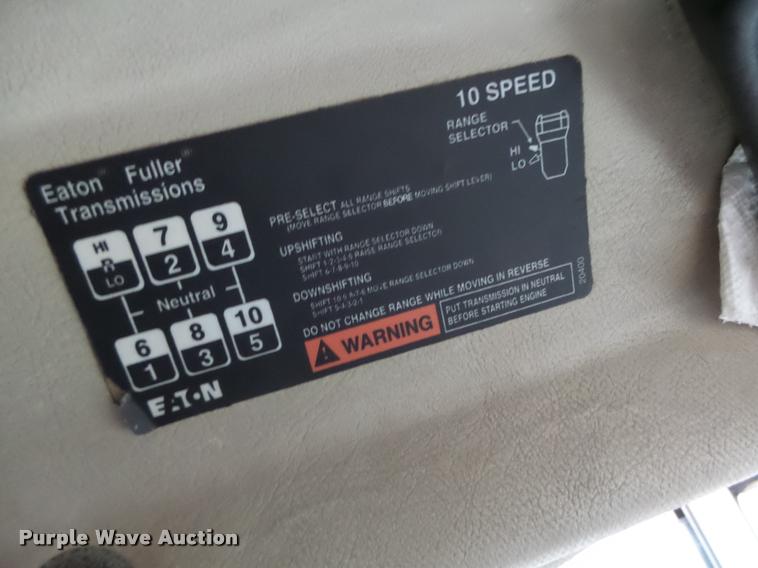 10 SPEED
RANGE
SELECTOR
HI
LO
Eaton® Fuller®
Transmissions
HI
R
LO
7
2
9
4
Neutral
6
1
8
3
10
5
PRE-SELECT ALL RANGE SHIFTS
(MOVE RANGE SELECTOR BEFORE MOVING SHIFT LEVER)
UPSHIFTING
START WITH RANGE SELECTOR DOWN
SHIFT 1-2-3-4-5 RAISE RANGE SELECTOR
SHIFT 6-7-8-9-10
DOWNSHIFTING
SHIFT 10-9-8-7-6 MOVE RANGE SELECTOR DOWN
SHIFT 5-4-3-2-1
DO NOT CHANGE RANGE WHILE MOVING IN REVERSE
WARNING
PUT TRANSMISSION IN NEUTRAL
BEFORE STARTING ENGINE
20400
EATON
Purple Wave Auction